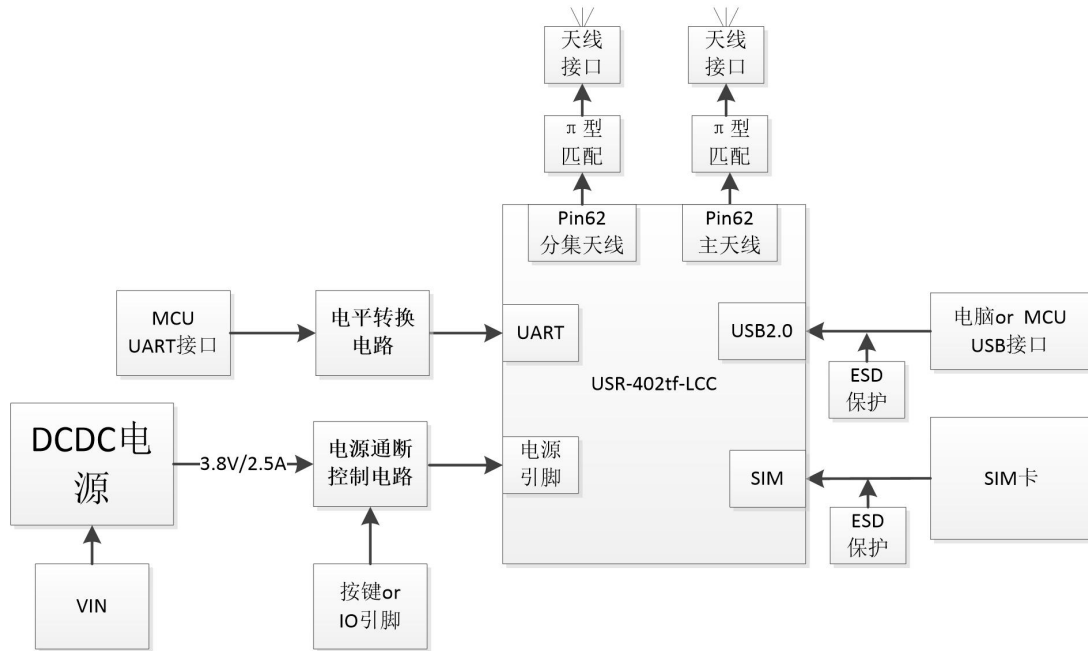 天线
接口
天线
接口
π型
匹配
π型
匹配
Pin62
分集天线
Pin62
主天线
MCU
UART接口
电平转换
电路
UART
USB2.0
电脑or MCU
USB接口
ESD
保护
USR-402tf-LCC
DCDC电
源
3.8V/2.5A
电源通断
控制电路
电源
引脚
SIM
SIM卡
ESD
保护
VIN
按键or
IO引脚